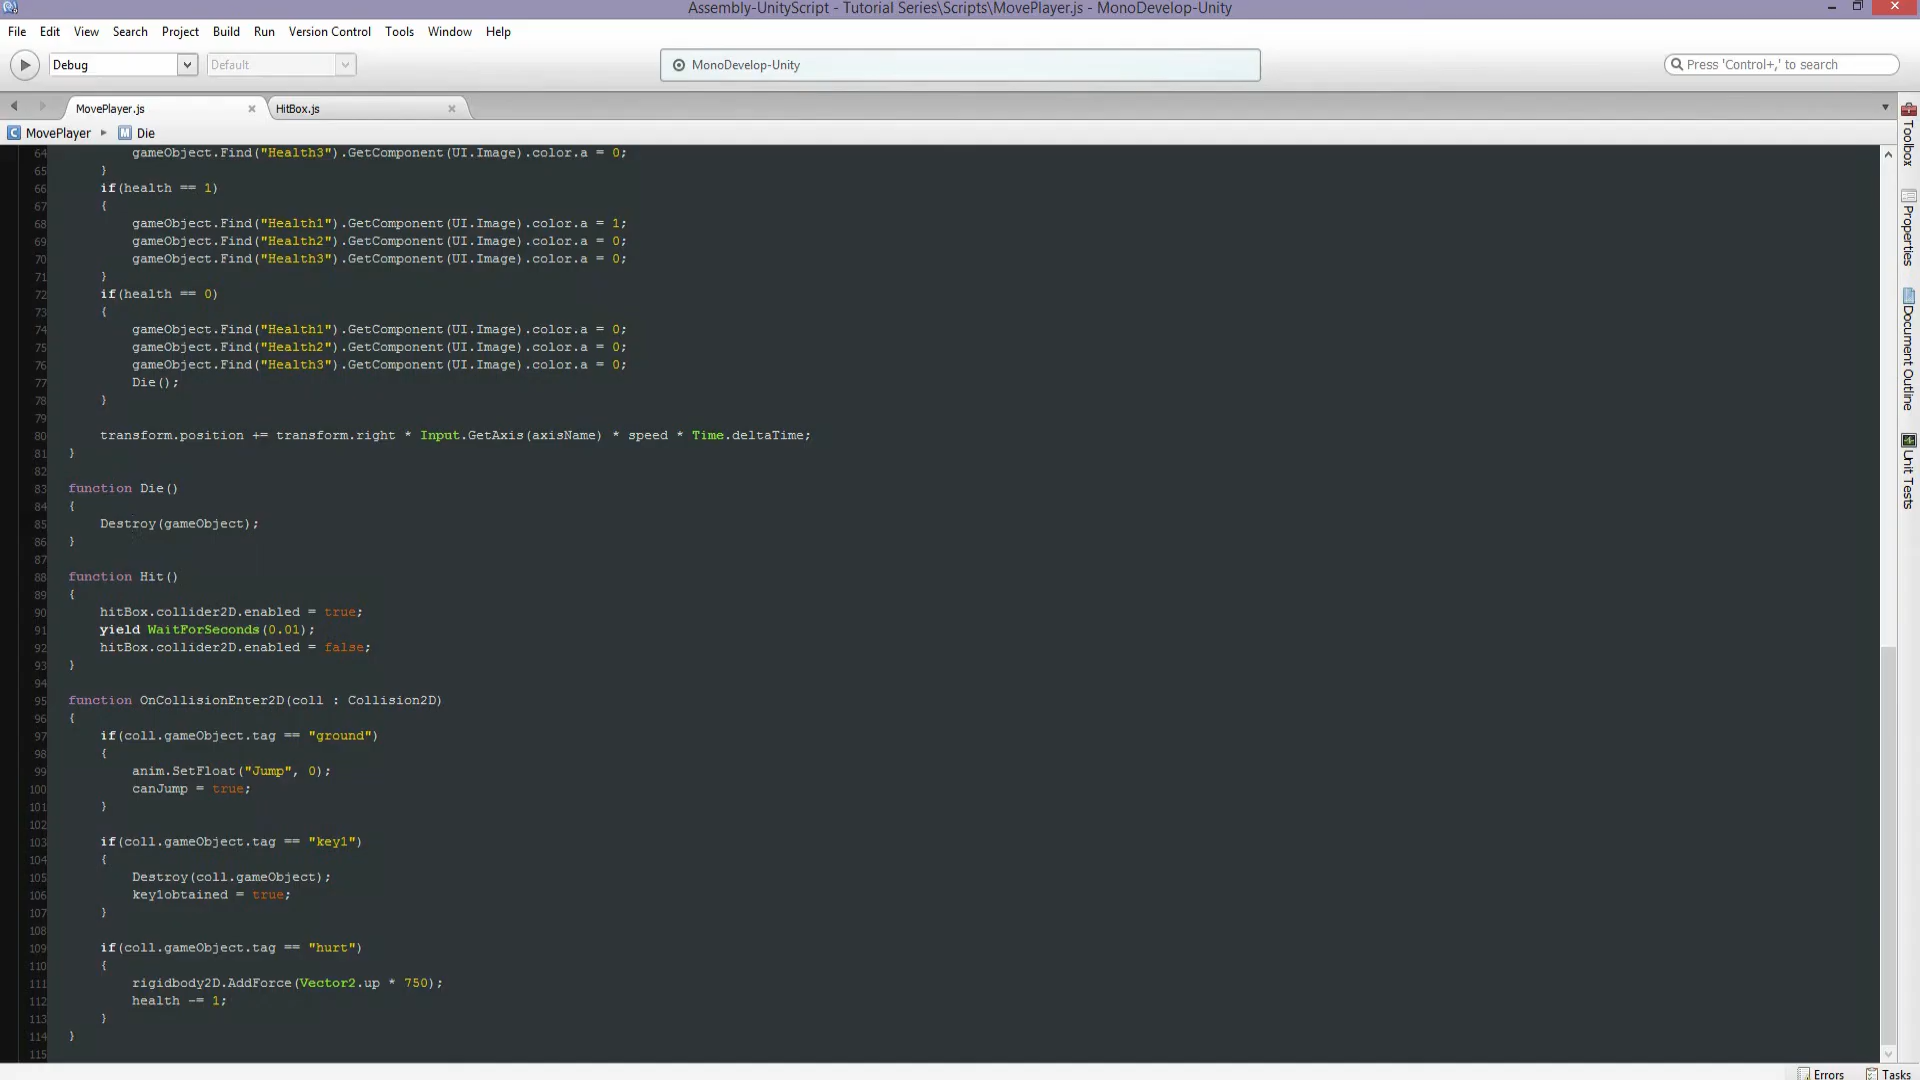 Assembly-UnityScript - Tutorial Series\Scripts\MovePlayer.js - MonoDevelop-Unity
File Edit View Search Project Build Run Version Control Tools Window Help
Debug Default MonoDevelop-Unity Press 'Control+,' to search
MovePlayer.js HitBox.js
MovePlayer Die
64 gameObject.Find("Health3").GetComponent(UI.Image).color.a = 0;
65 }
66 if(health == 1)
67 {
68 gameObject.Find("Health1").GetComponent(UI.Image).color.a = 1;
69 gameObject.Find("Health2").GetComponent(UI.Image).color.a = 0;
70 gameObject.Find("Health3").GetComponent(UI.Image).color.a = 0;
71 }
72 if(health == 0)
73 {
74 gameObject.Find("Health1").GetComponent(UI.Image).color.a = 0;
75 gameObject.Find("Health2").GetComponent(UI.Image).color.a = 0;
76 gameObject.Find("Health3").GetComponent(UI.Image).color.a = 0;
77 Die();
78 }
79
80 transform.position += transform.right * Input.GetAxis(axisName) * speed * Time.deltaTime;
81 }
82
83 function Die()
84 {
85 Destroy(gameObject);
86 }
87
88 function Hit()
89 {
90 hitBox.collider2D.enabled = true;
91 yield WaitForSeconds(0.01);
92 hitBox.collider2D.enabled = false;
93 }
94
95 function OnCollisionEnter2D(coll : Collision2D)
96 {
97 if(coll.gameObject.tag == "ground")
98 {
99 anim.SetFloat("Jump", 0);
100 canJump = true;
101 }
102
103 if(coll.gameObject.tag == "key1")
104 {
105 Destroy(coll.gameObject);
106 key1obtained = true;
107 }
108
109 if(coll.gameObject.tag == "hurt")
110 {
111 rigidbody2D.AddForce(Vector2.up * 750);
112 health -= 1;
113 }
114 }
115
Toolbox
Properties
Document Outline
Unit Tests
Errors Tasks